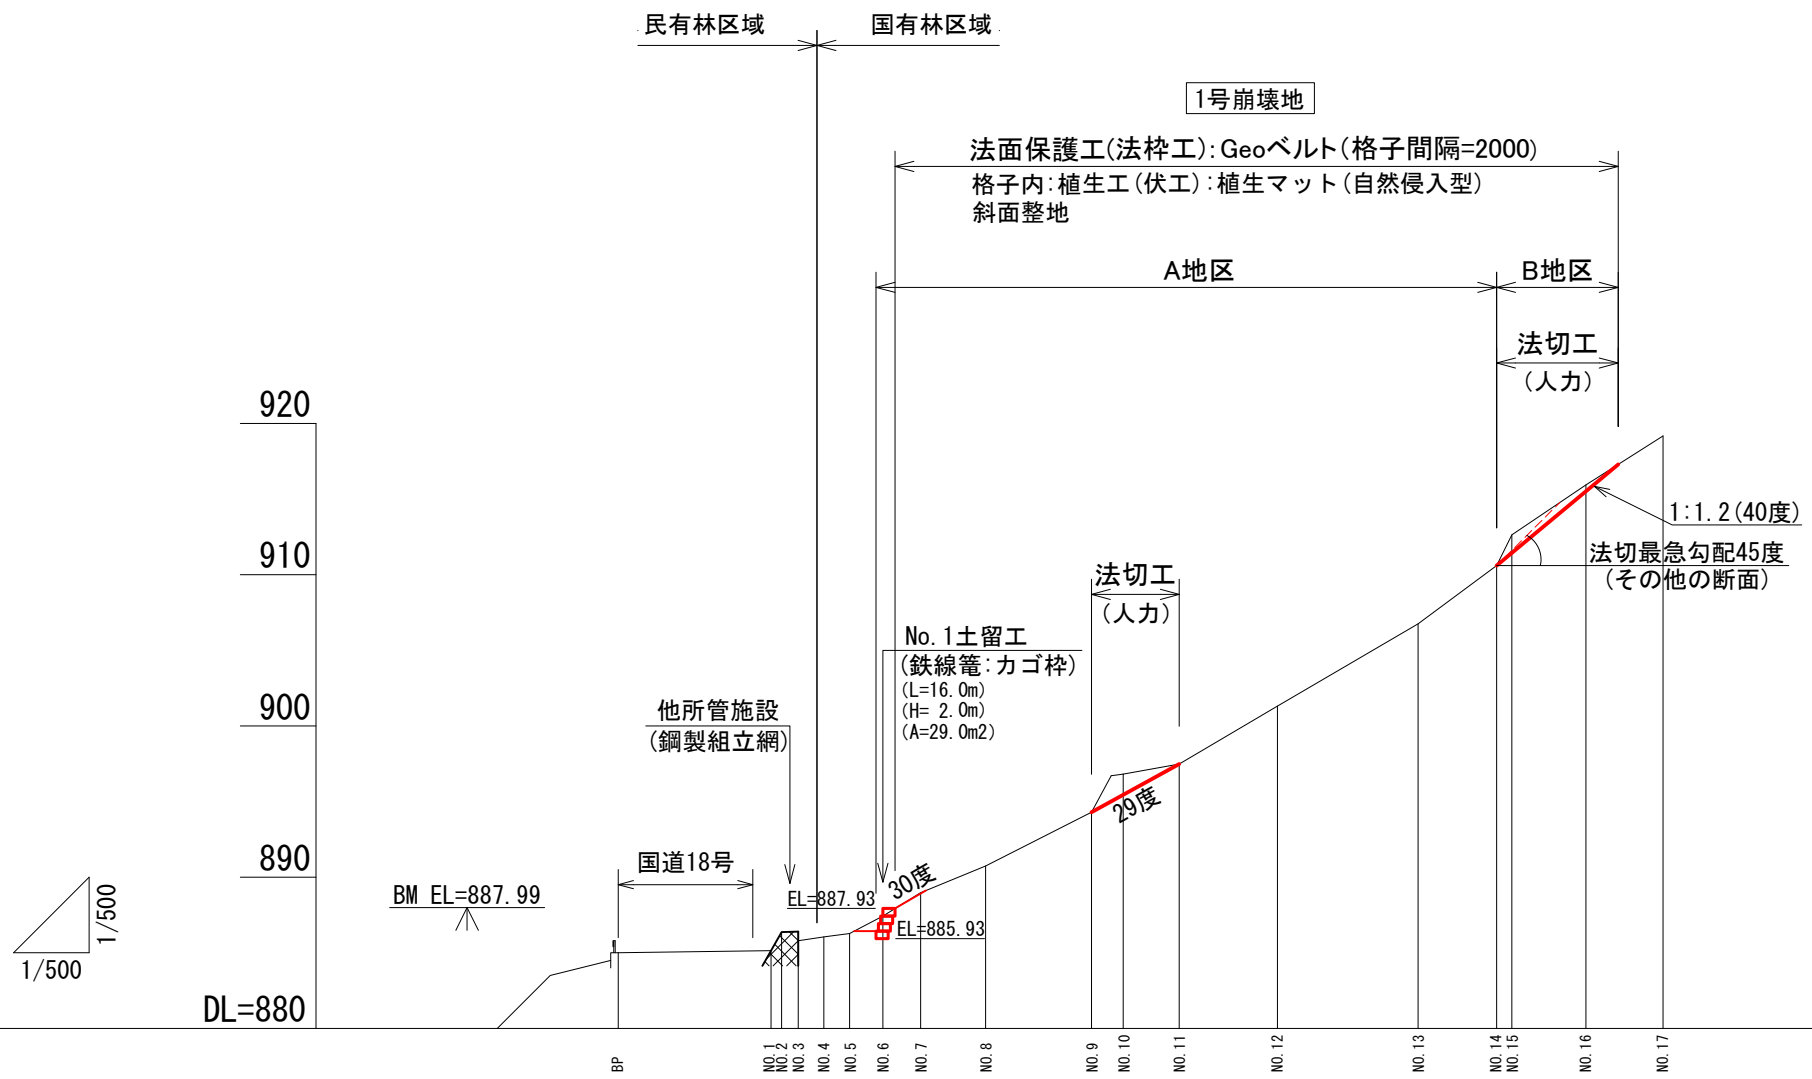 民有林区域
国有林区域
1号崩壊地
法面保護工(法枠工):Geoベルト(格子間隔=2000)
格子内:植生工(伏工):植生マット(自然侵入型)
斜面整地
A地区
B地区
法切工
(人力)
920
910
900
890
DL=880
1:1.2(40度)
法切最急勾配45度
(その他の断面)
法切工
(人力)
29度
No.1土留工
(鉄線篭:カゴ枠)
(L=16.0m)
(H= 2.0m)
(A=29.0m2)
他所管施設
(鋼製組立網)
国道18号
30度
EL=887.93
EL=885.93
BM EL=887.99
1/500
1/500
BP
NO.1
NO.2
NO.3
NO.4
NO.5
NO.6
NO.7
NO.8
NO.9
NO.10
NO.11
NO.12
NO.13
NO.14
NO.15
NO.16
NO.17